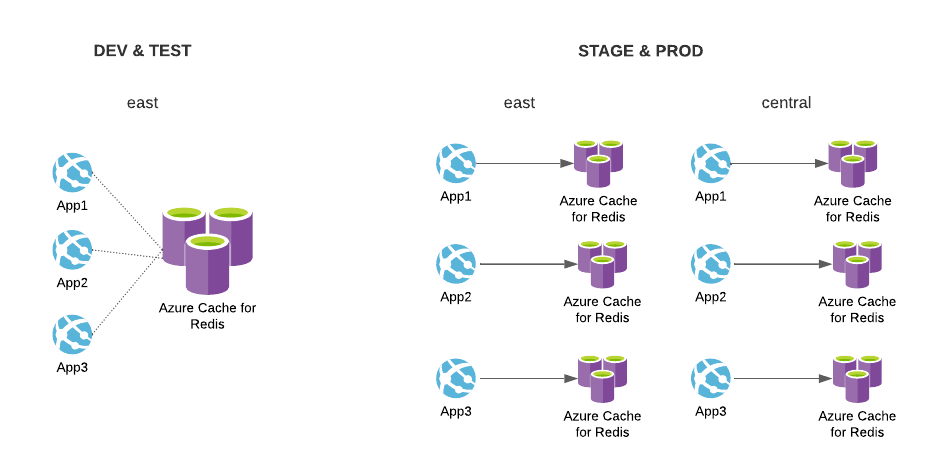 DEV & TEST
east
App1
App2
App3
Azure Cache for
Redis
STAGE & PROD
east
App1
Azure Cache
for Redis
App2
Azure Cache
for Redis
App3
Azure Cache
for Redis
central
App1
Azure Cache
for Redis
App2
Azure Cache
for Redis
App3
Azure Cache
for Redis